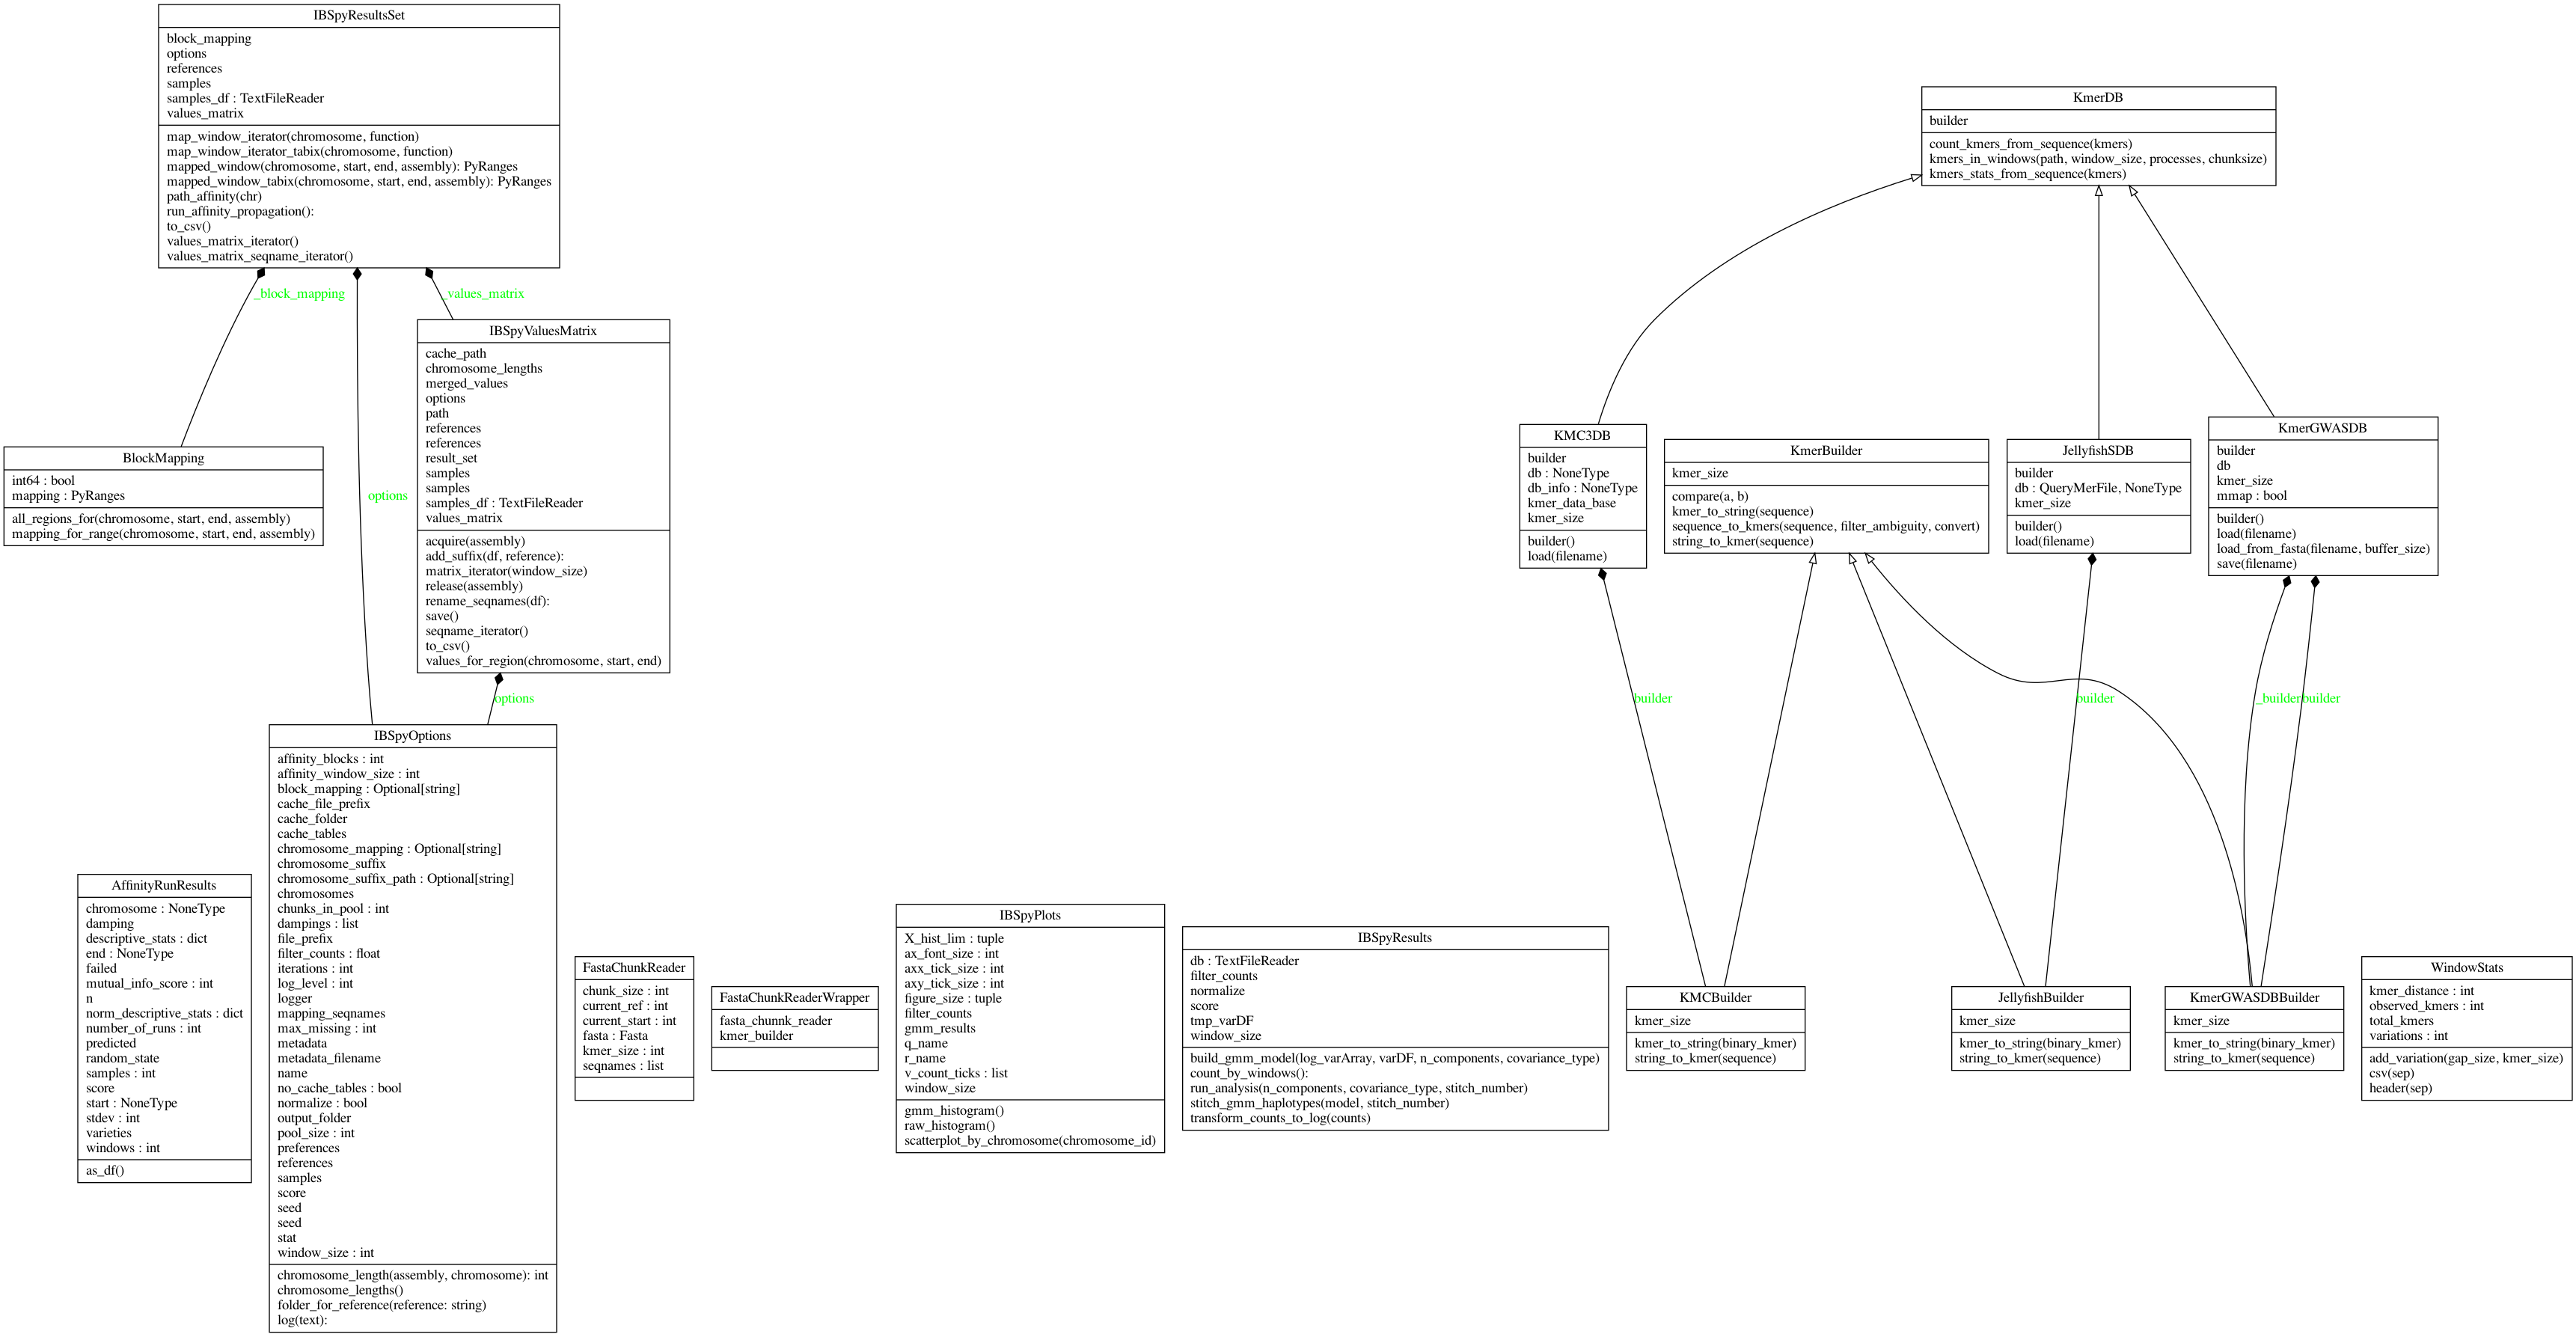 IBSpyResultsSet
block_mapping
options
references
samples
samples_df : TextFileReader
values_matrix
map_window_iterator(chromosome, function)
map_window_iterator_tabix(chromosome, function)
mapped_window(chromosome, start, end, assembly): PyRanges
mapped_window_tabix(chromosome, start, end, assembly): PyRanges
path_affinity(chr)
run_affinity_propagation():
to_csv()
values_matrix_iterator()
values_matrix_seqname_iterator()
KmerDB
builder
count_kmers_from_sequence(kmers)
kmers_in_windows(path, window_size, processes, chunksize)
kmers_stats_from_sequence(kmers)
_block_mapping
_values_matrix
IBSpyValuesMatrix
cache_path
chromosome_lengths
merged_values
options
path
references
references
result_set
samples
samples
samples_df : TextFileReader
values_matrix
acquire(assembly)
add_suffix(df, reference):
matrix_iterator(window_size)
release(assembly)
rename_seqnames(df):
save()
seqname_iterator()
to_csv()
values_for_region(chromosome, start, end)
BlockMapping
int64 : bool
mapping : PyRanges
all_regions_for(chromosome, start, end, assembly)
mapping_for_range(chromosome, start, end, assembly)
options
KMC3DB
builder
db : NoneType
db_info : NoneType
kmer_data_base
kmer_size
builder()
load(filename)
KmerBuilder
kmer_size
compare(a, b)
kmer_to_string(sequence)
sequence_to_kmers(sequence, filter_ambiguity, convert)
string_to_kmer(sequence)
JellyfishSDB
builder
db : QueryMerFile, NoneType
kmer_size
builder()
load(filename)
KmerGWASDB
builder
db
kmer_size
mmap : bool
builder()
load(filename)
load_from_fasta(filename, buffer_size)
save(filename)
options
builder
builder
_builder
builder
AffinityRunResults
chromosome : NoneType
damping
descriptive_stats : dict
end : NoneType
failed
mutual_info_score : int
n
norm_descriptive_stats : dict
number_of_runs : int
predicted
random_state
samples : int
score
start : NoneType
stdev : int
varieties
windows : int
as_df()
IBSpyOptions
affinity_blocks : int
affinity_window_size : int
block_mapping : Optional[string]
cache_file_prefix
cache_folder
cache_tables
chromosome_mapping : Optional[string]
chromosome_suffix
chromosome_suffix_path : Optional[string]
chromosomes
chunks_in_pool : int
dampings : list
file_prefix
filter_counts : float
iterations : int
log_level : int
logger
mapping_seqnames
max_missing : int
metadata
metadata_filename
name
no_cache_tables : bool
normalize : bool
output_folder
pool_size : int
preferences
references
samples
score
seed
seed
stat
window_size : int
chromosome_length(assembly, chromosome): int
chromosome_lengths()
folder_for_reference(reference: string)
log(text):
FastaChunkReader
chunk_size : int
current_ref : int
current_start : int
fasta : Fasta
kmer_size : int
seqnames : list
FastaChunkReaderWrapper
fasta_chunnk_reader
kmer_builder
IBSpyPlots
X_hist_lim : tuple
ax_font_size : int
axx_tick_size : int
axy_tick_size : int
figure_size : tuple
filter_counts
gmm_results
q_name
r_name
v_count_ticks : list
window_size
gmm_histogram()
raw_histogram()
scatterplot_by_chromosome(chromosome_id)
IBSpyResults
db : TextFileReader
filter_counts
normalize
score
tmp_varDF
window_size
build_gmm_model(log_varArray, varDF, n_components, covariance_type)
count_by_windows():
run_analysis(n_components, covariance_type, stitch_number)
stitch_gmm_haplotypes(model, stitch_number)
transform_counts_to_log(counts)
KMCBuilder
kmer_size
kmer_to_string(binary_kmer)
string_to_kmer(sequence)
JellyfishBuilder
kmer_size
kmer_to_string(binary_kmer)
string_to_kmer(sequence)
KmerGWASDBBuilder
kmer_size
kmer_to_string(binary_kmer)
string_to_kmer(sequence)
WindowStats
kmer_distance : int
observed_kmers : int
total_kmers
variations : int
add_variation(gap_size, kmer_size)
csv(sep)
header(sep)